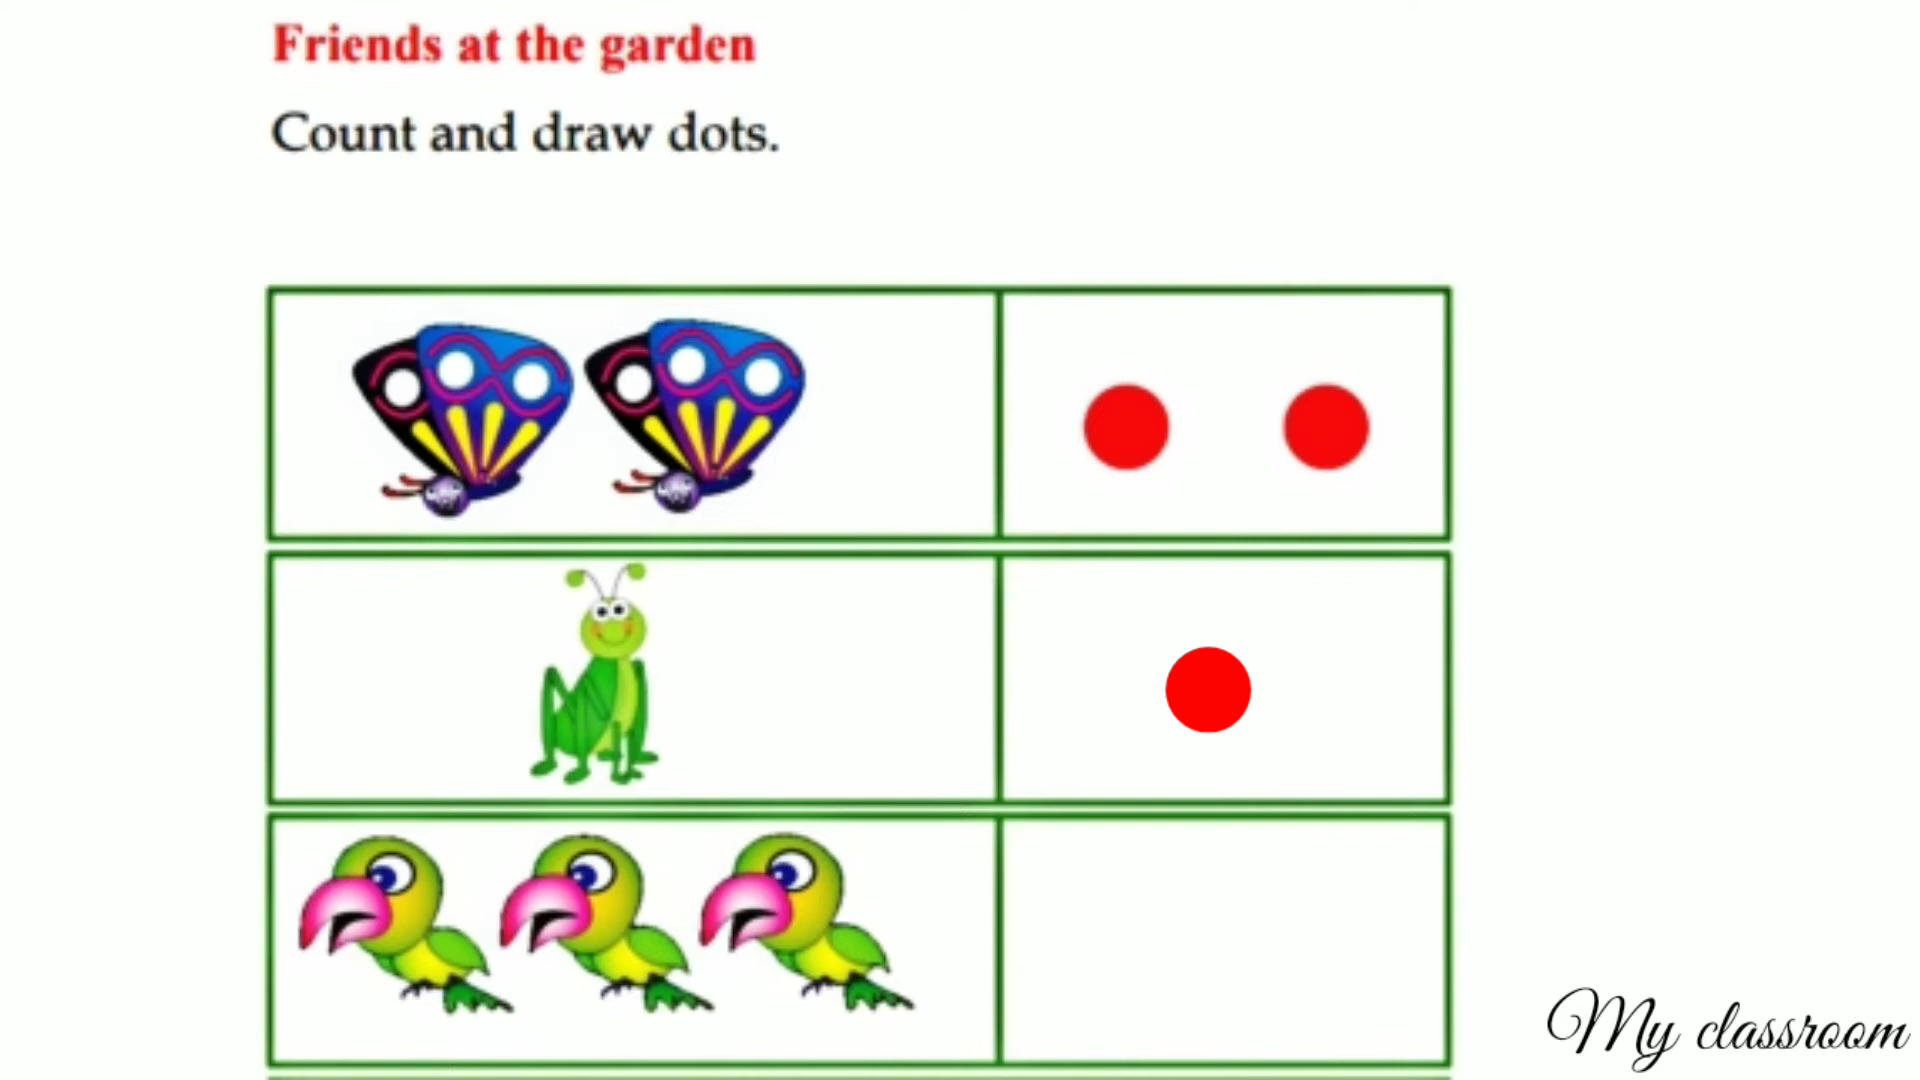 Friends at the garden
Count and draw dots.
My classroom